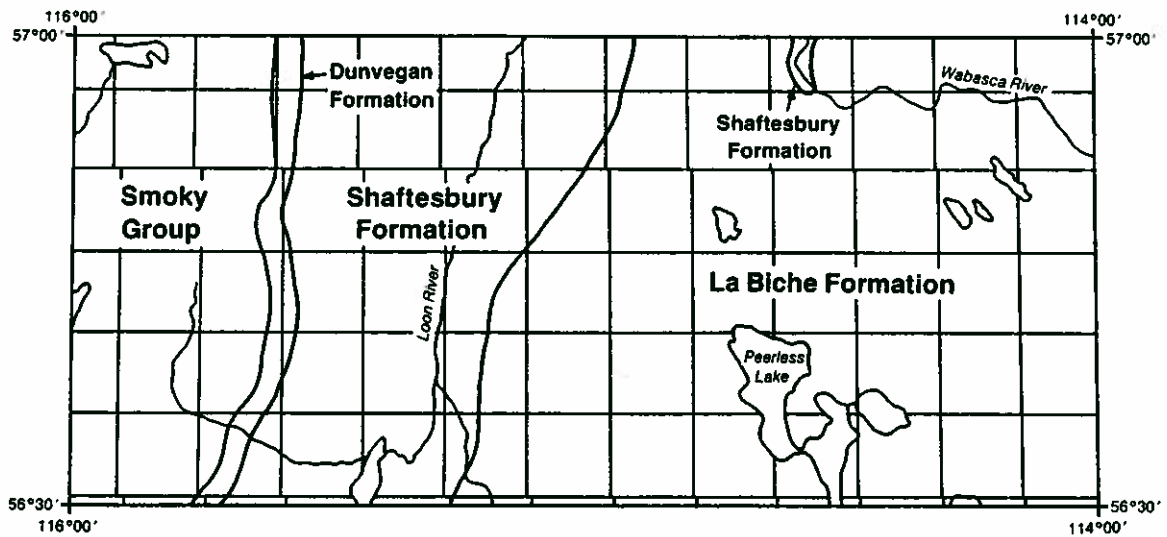 116°00′
114°00′
57°00′
57°00′
Dunvegan
Formation
Wabasca River
Shaftesbury
Formation
Smoky
Group
Shaftesbury
Formation
Loon River
La Biche Formation
Peerless
Lake
56°30′
56°30′
116°00′
114°00′